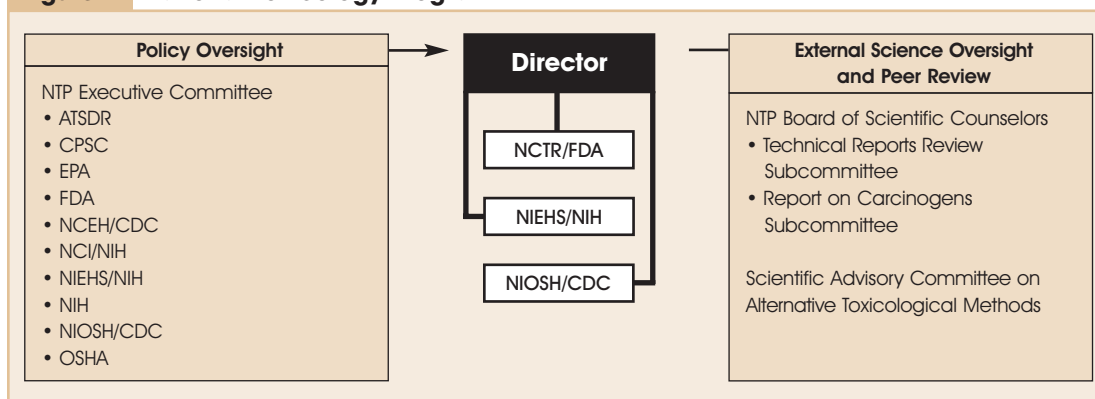 Policy Oversight
NTP Executive Committee
• ATSDR
• CPSC
• EPA
• FDA
• NCEH/CDC
• NCI/NIH
• NIEHS/NIH
• NIH
• NIOSH/CDC
• OSHA
Director
NCTR/FDA
NIEHS/NIH
NIOSH/CDC
External Science Oversight
and Peer Review
NTP Board of Scientific Counselors
• Technical Reports Review
Subcommittee
• Report on Carcinogens
Subcommittee
Scientific Advisory Committee on
Alternative Toxicological Methods